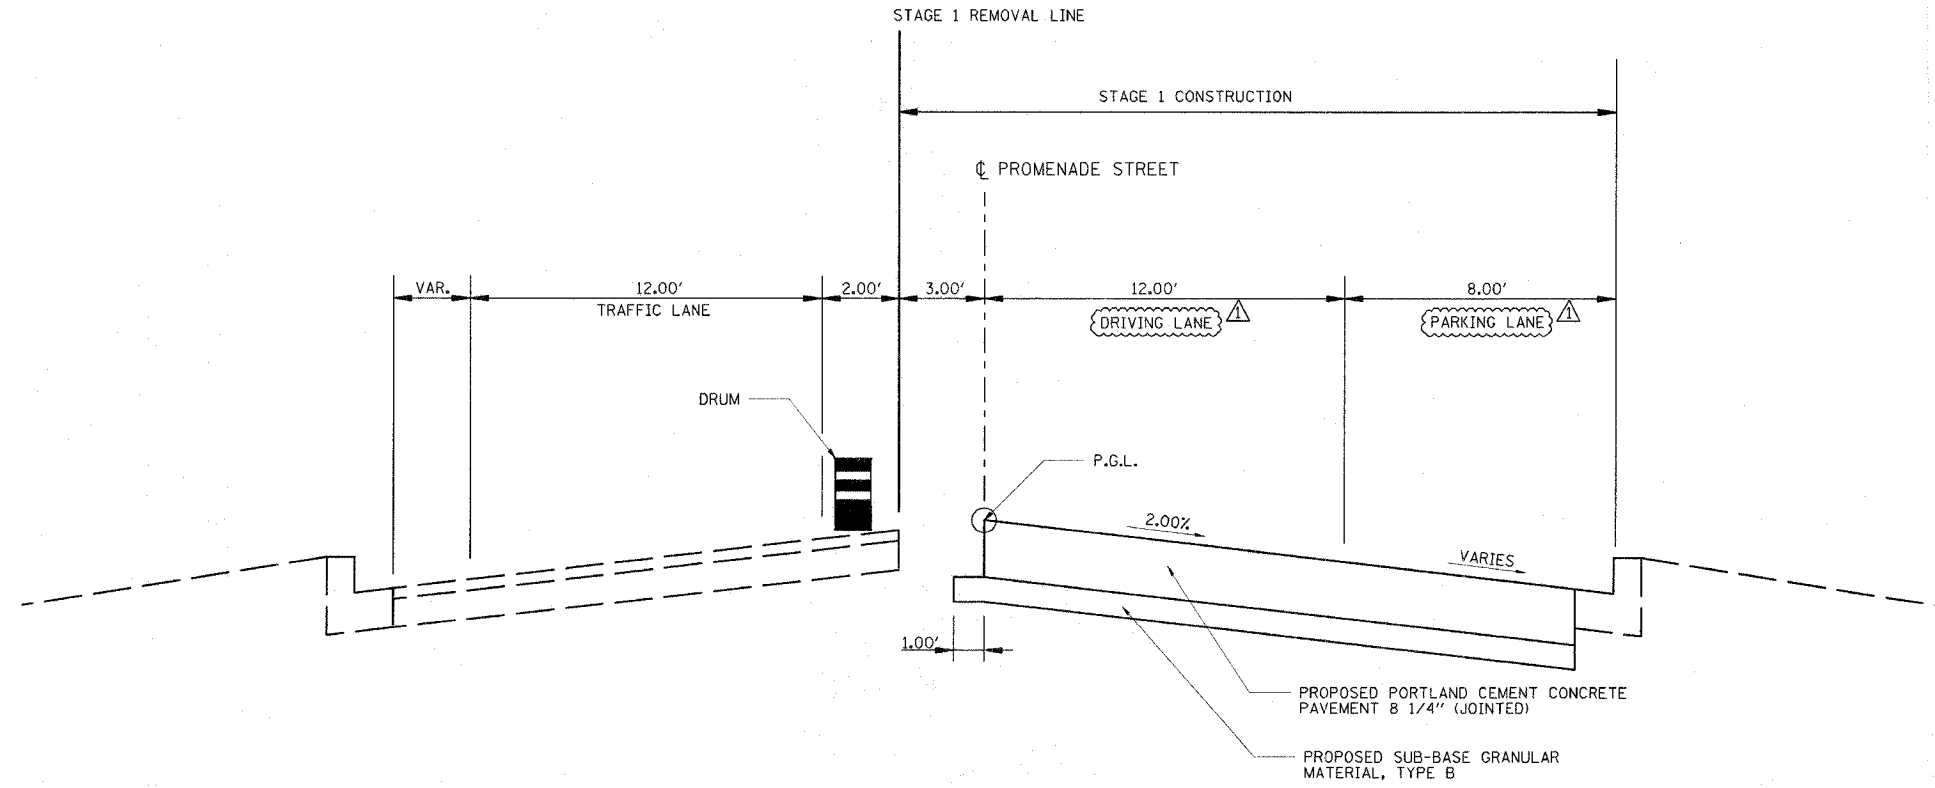 STAGE 1 REMOVAL LINE
STAGE 1 CONSTRUCTION
℄ PROMENADE STREET
VAR.
12.00'
TRAFFIC LANE
2.00'
3.00'
12.00'
DRIVING LANE
1
8.00'
PARKING LANE
1
DRUM
P.G.L.
2.00%
VARIES
1.00'
PROPOSED PORTLAND CEMENT CONCRETE
PAVEMENT 8 1/4" (JOINTED)
PROPOSED SUB-BASE GRANULAR
MATERIAL, TYPE B